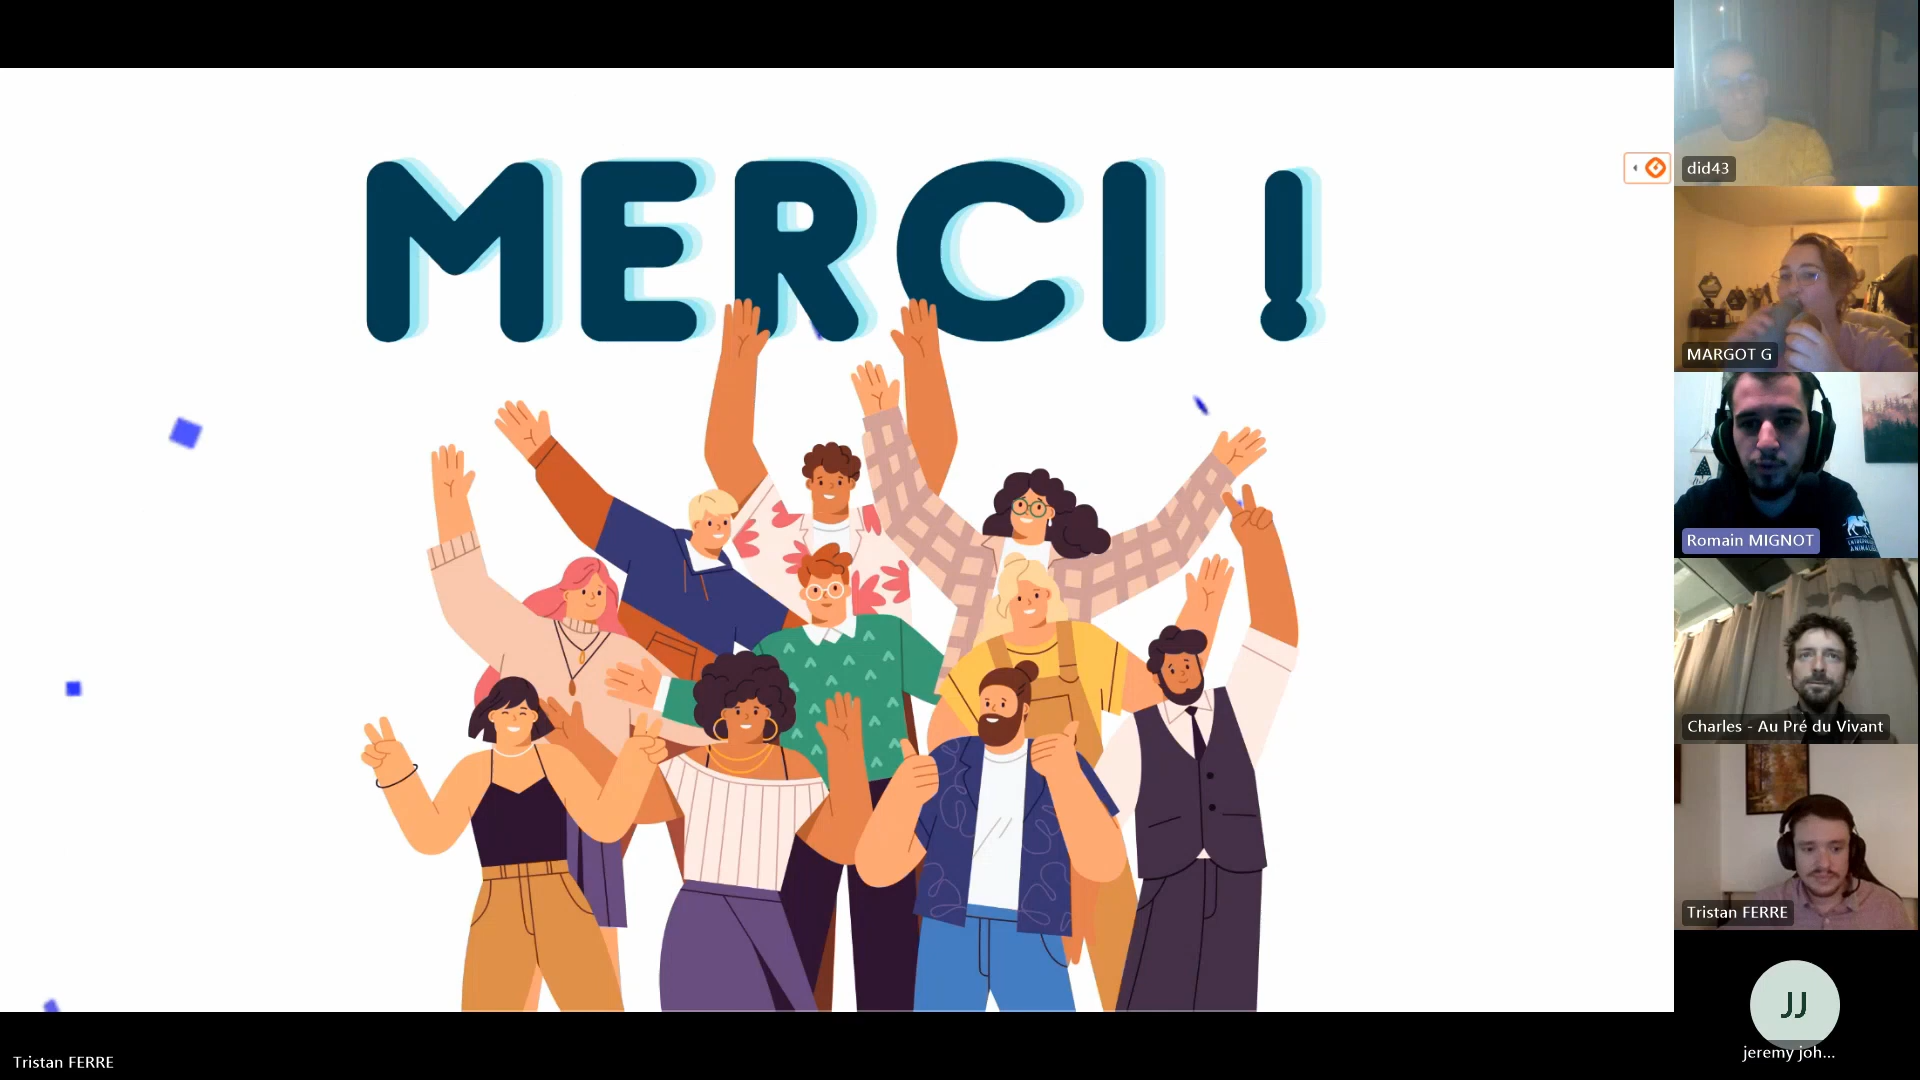 MERCI !
did43
MARGOT G
Romain MIGNOT
Charles - Au Pré du Vivant
Tristan FERRE
JJ
jeremy joh...
Tristan FERRE